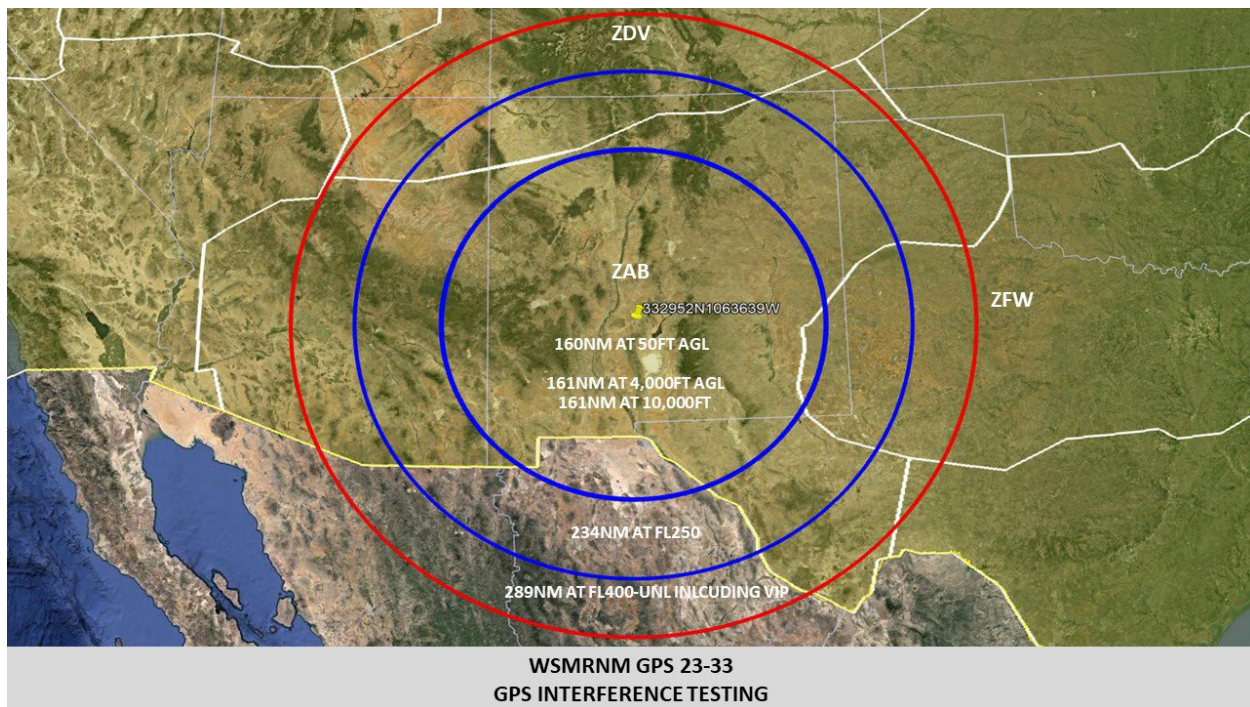 ZDV
ZAB
332952N1063639W
ZFW
160NM AT 50FT AGL
161NM AT 4,000FT AGL
161NM AT 10,000FT
234NM AT FL250
289NM AT FL400-UNL INLCUDING VIP
WSMRNM GPS 23-33
GPS INTERFERENCE TESTING